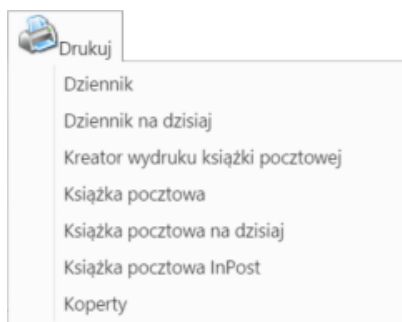 Drukuj
Dziennik
Dziennik na dzisiaj
Kreator wydruku książki pocztowej
Książka pocztowa
Książka pocztowa na dzisiaj
Książka pocztowa InPost
Koperty